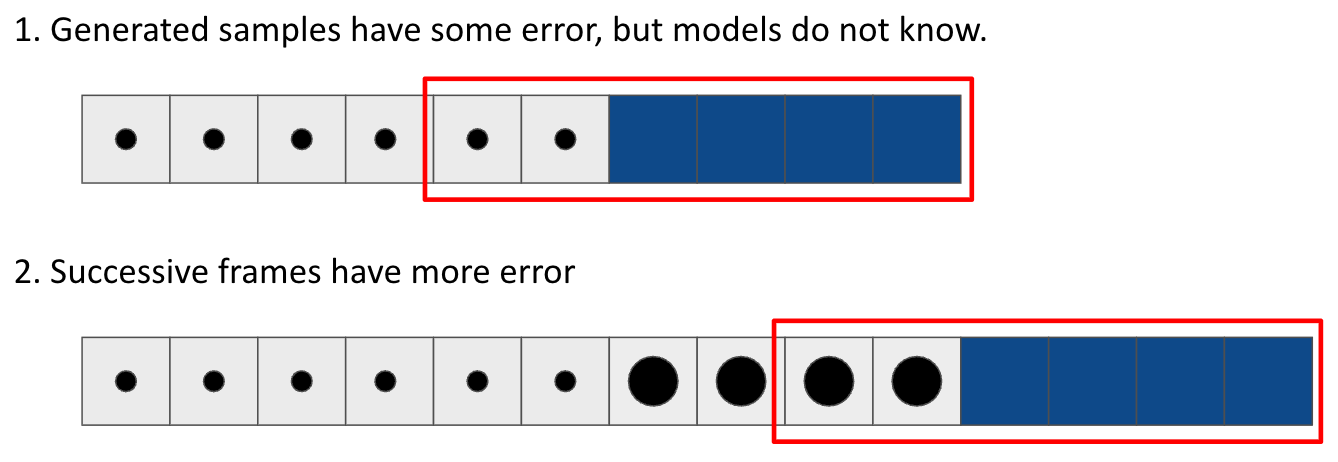 1. Generated samples have some error, but models do not know.
2. Successive frames have more error